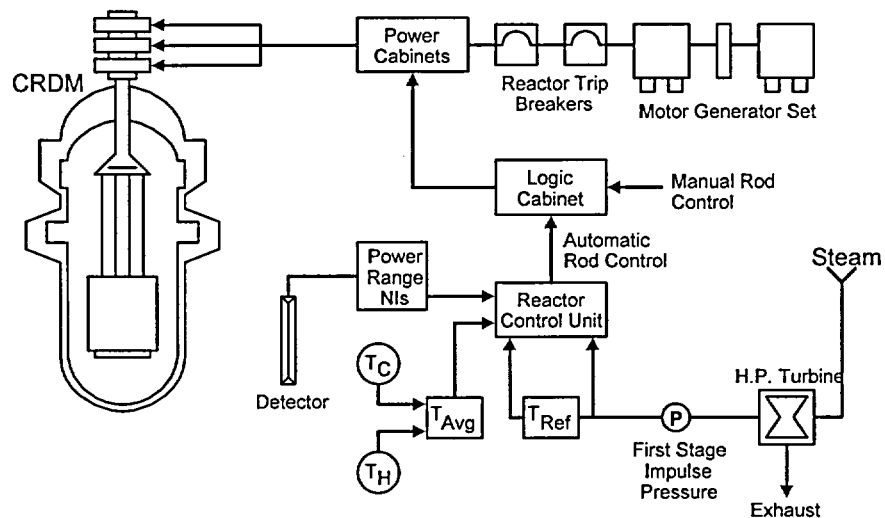 CRDM
Power
Cabinets
Reactor Trip
Breakers
Motor Generator Set
Logic
Cabinet
Manual Rod
Control
Automatic
Rod Control
Power
Range
NIs
Reactor
Control Unit
Steam
Detector
TC
TAvg
TH
TRef
P
First Stage
Impulse
Pressure
H.P. Turbine
Exhaust